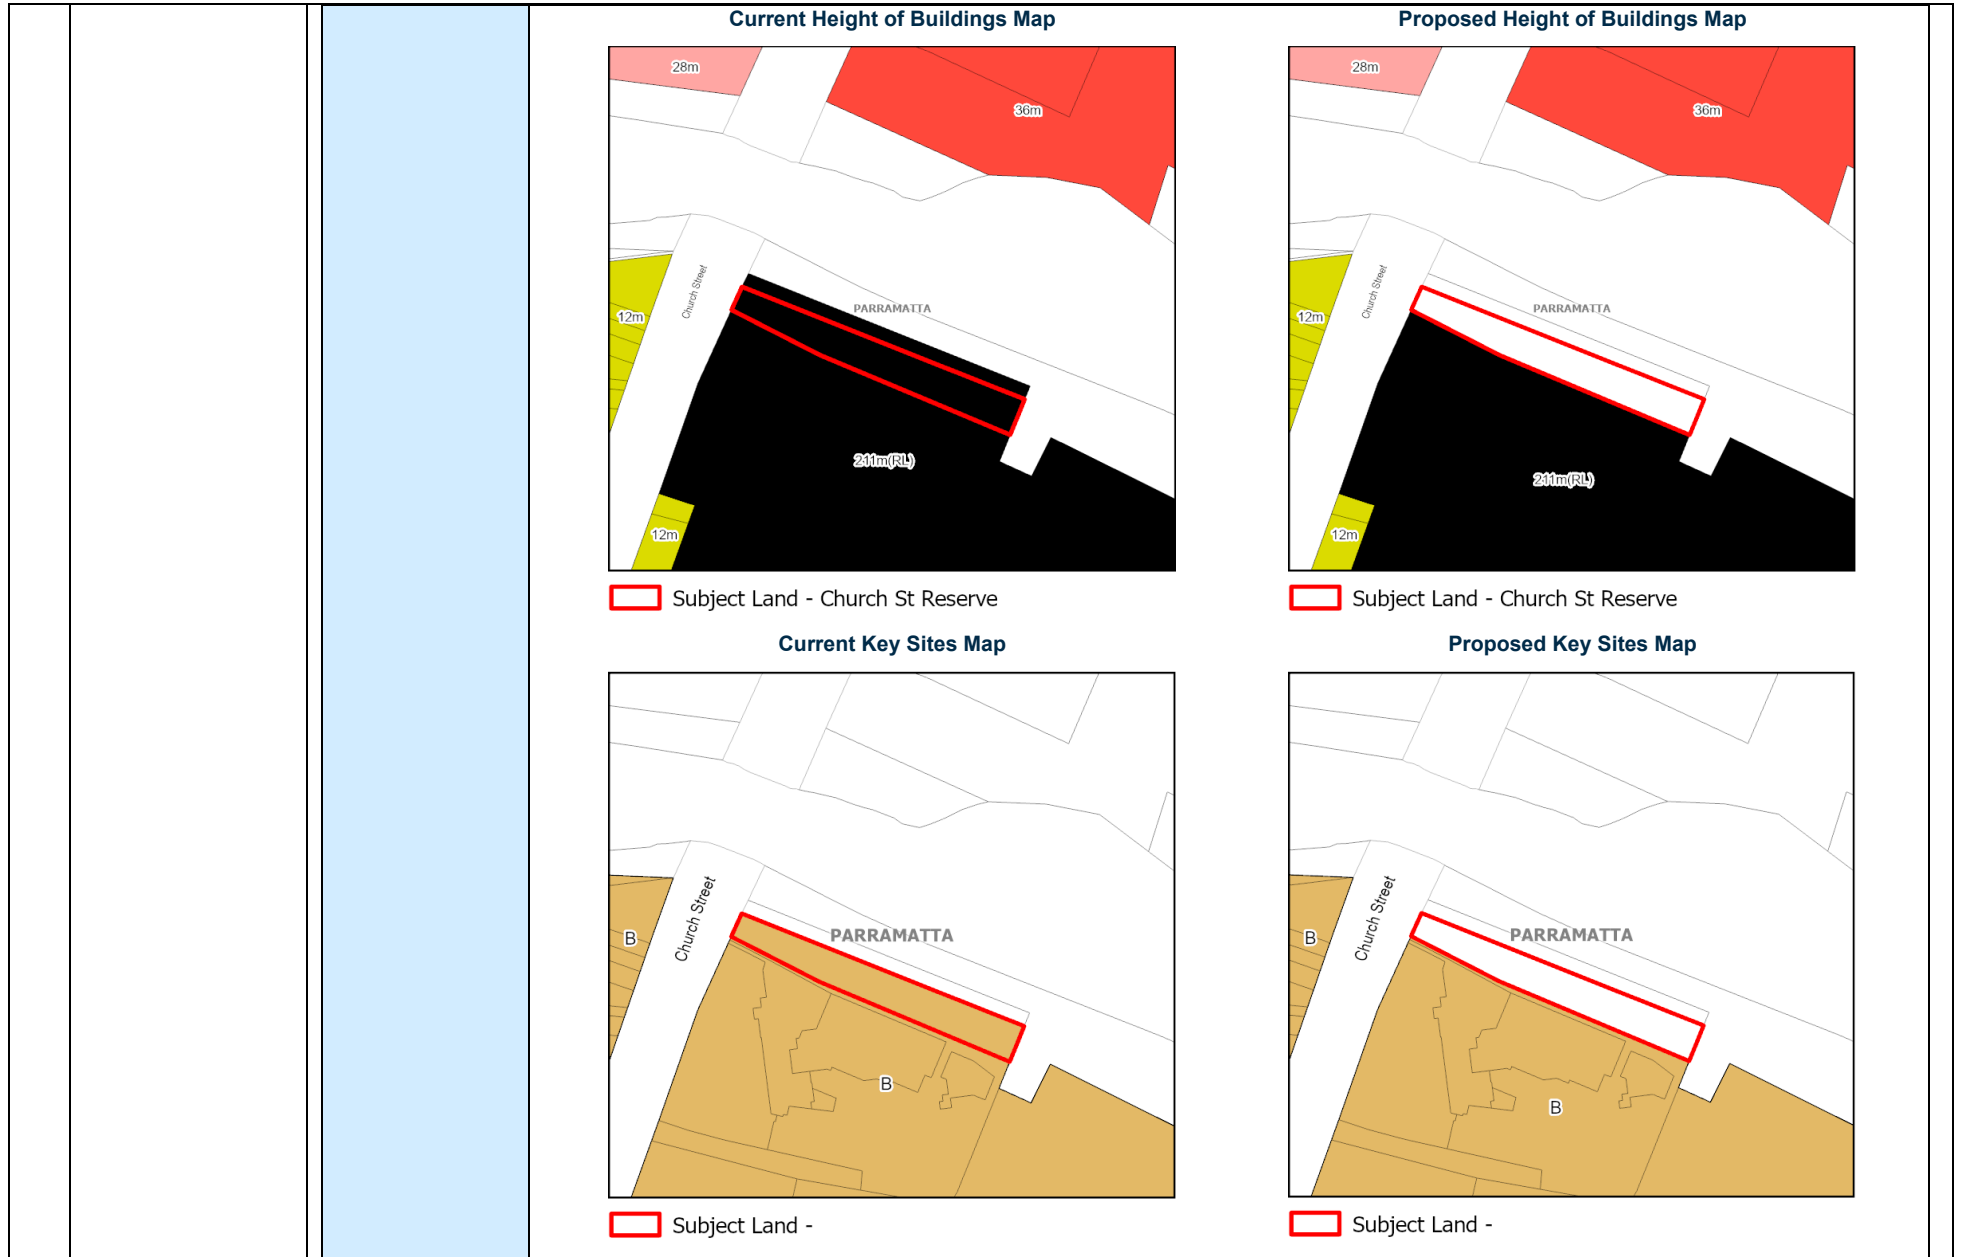 Current Height of Buildings Map
Proposed Height of Buildings Map
28m
36m
Church Street
PARRAMATTA
12m
211m(RL)
12m
28m
36m
Church Street
PARRAMATTA
12m
211m(RL)
12m
Subject Land - Church St Reserve
Subject Land - Church St Reserve
Current Key Sites Map
Proposed Key Sites Map
Church Street
PARRAMATTA
B
B
Church Street
PARRAMATTA
B
B
Subject Land -
Subject Land -